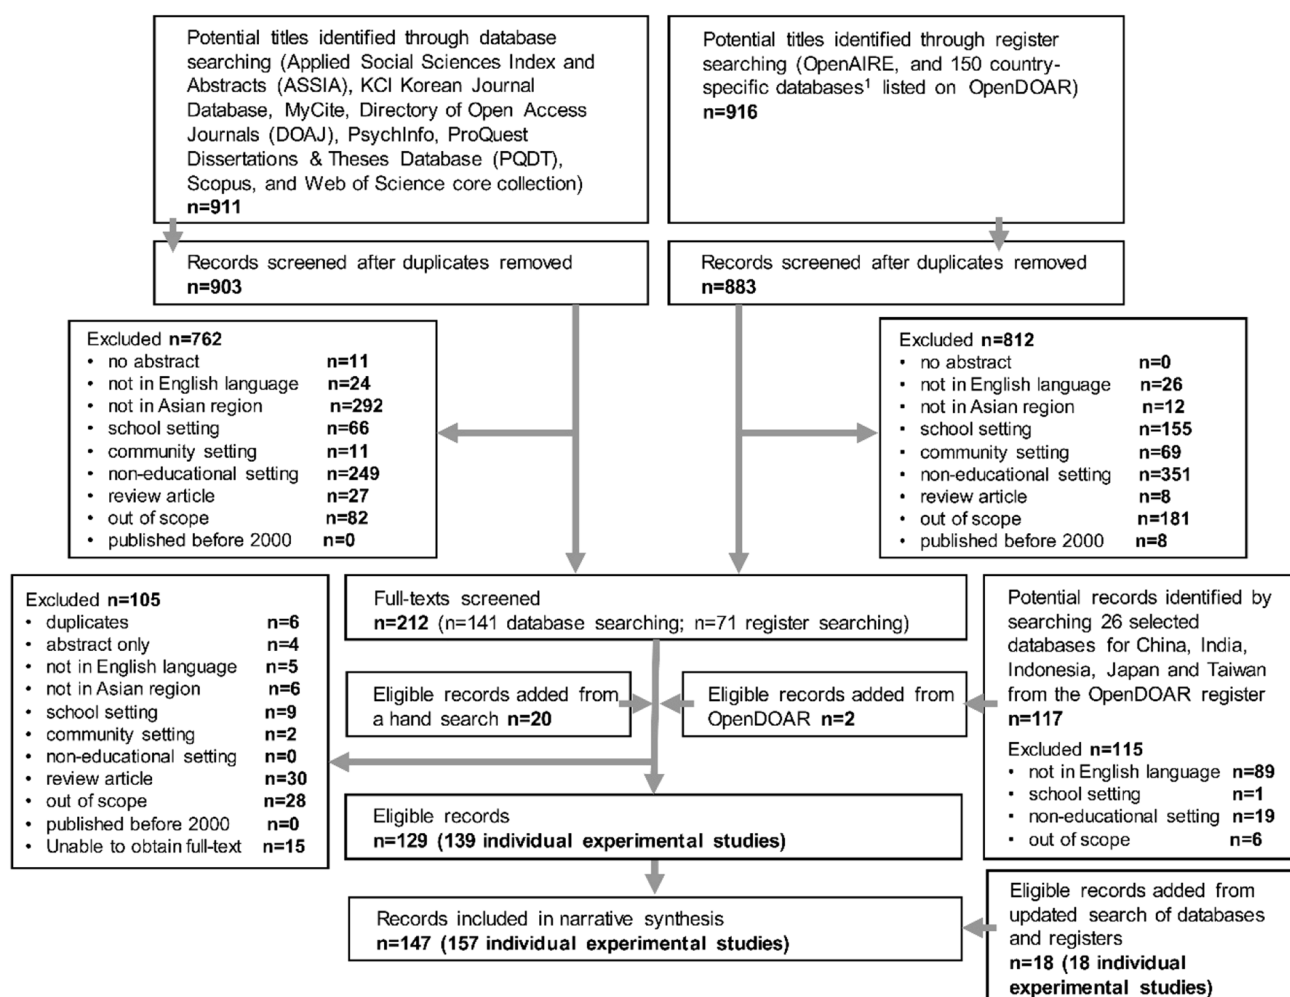 Potential titles identified through database
searching (Applied Social Sciences Index and
Abstracts (ASSIA), KCI Korean Journal
Database, MyCite, Directory of Open Access
Journals (DOAJ), PsychInfo, ProQuest
Dissertations & Theses Database (PQDT),
Scopus, and Web of Science core collection)
n=911
Potential titles identified through register
searching (OpenAIRE, and 150 country-
specific databases¹ listed on OpenDOAR)
n=916
Records screened after duplicates removed
n=903
Records screened after duplicates removed
n=883
Excluded n=762
• no abstract n=11
• not in English language n=24
• not in Asian region n=292
• school setting n=66
• community setting n=11
• non-educational setting n=249
• review article n=27
• out of scope n=82
• published before 2000 n=0
Excluded n=812
• no abstract n=0
• not in English language n=26
• not in Asian region n=12
• school setting n=155
• community setting n=69
• non-educational setting n=351
• review article n=8
• out of scope n=181
• published before 2000 n=8
Full-texts screened
n=212 (n=141 database searching; n=71 register searching)
Excluded n=105
• duplicates n=6
• abstract only n=4
• not in English language n=5
• not in Asian region n=6
• school setting n=9
• community setting n=2
• non-educational setting n=0
• review article n=30
• out of scope n=28
• published before 2000 n=0
• Unable to obtain full-text n=15
Eligible records added from
a hand search n=20
Eligible records added from
OpenDOAR n=2
Potential records identified by
searching 26 selected
databases for China, India,
Indonesia, Japan and Taiwan
from the OpenDOAR register
n=117
Excluded n=115
• not in English language n=89
• school setting n=1
• non-educational setting n=19
• out of scope n=6
Eligible records
n=129 (139 individual experimental studies)
Records included in narrative synthesis
n=147 (157 individual experimental studies)
Eligible records added from
updated search of databases
and registers
n=18 (18 individual
experimental studies)